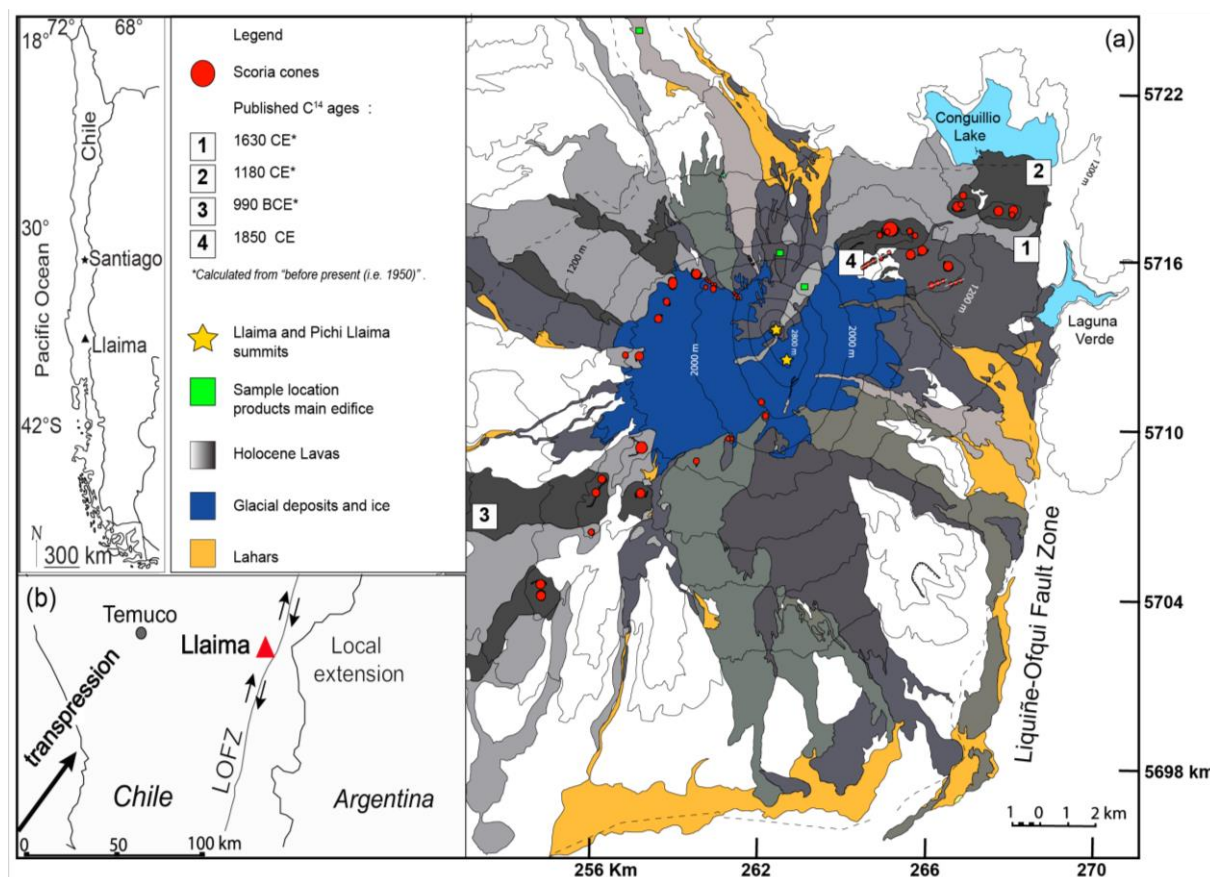 72°
68°
18°
Chile
Pacific Ocean
30°
Santiago
Llaima
42°S
N
300 km
Legend
Scoria cones
Published C14 ages :
1
1630 CE*
2
1180 CE*
3
990 BCE*
4
1850 CE
*Calculated from “before present (i.e. 1950)” .
Llaima and Pichi Llaima
summits
Sample location
products main edifice
Holocene Lavas
Glacial deposits and ice
Lahars
(b)
Temuco
Llaima
Local
extension
transpression
LOFZ
Chile
Argentina
0
50
100 km
(a)
Conguillio
Lake
1200 m
2
1
4
1200 m
1200 m
Laguna
Verde
2000 m
2800 m
2000 m
3
Liquiñe-Ofqui Fault Zone
1 0 1 2 km
5722
5716
5710
5704
5698 km
256 Km
262
266
270